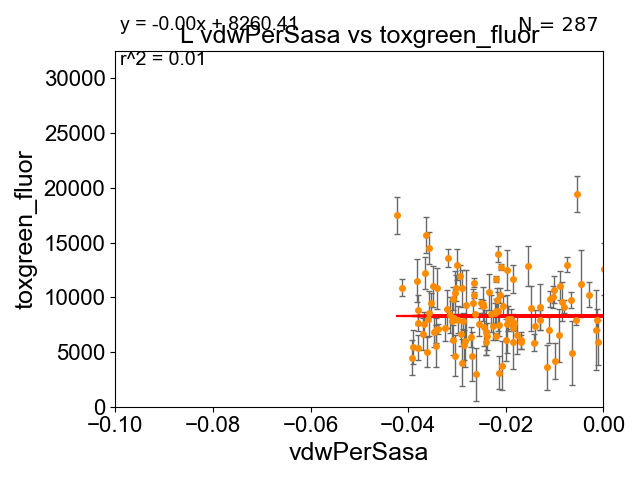 y = -0.00x + 8260.41
N = 287
L vdwPerSasa vs toxgreen_fluor
r^2 = 0.01
toxgreen_fluor
30000
25000
20000
15000
10000
5000
0
−0.10 −0.08 −0.06 −0.04 −0.02 0.00
vdwPerSasa